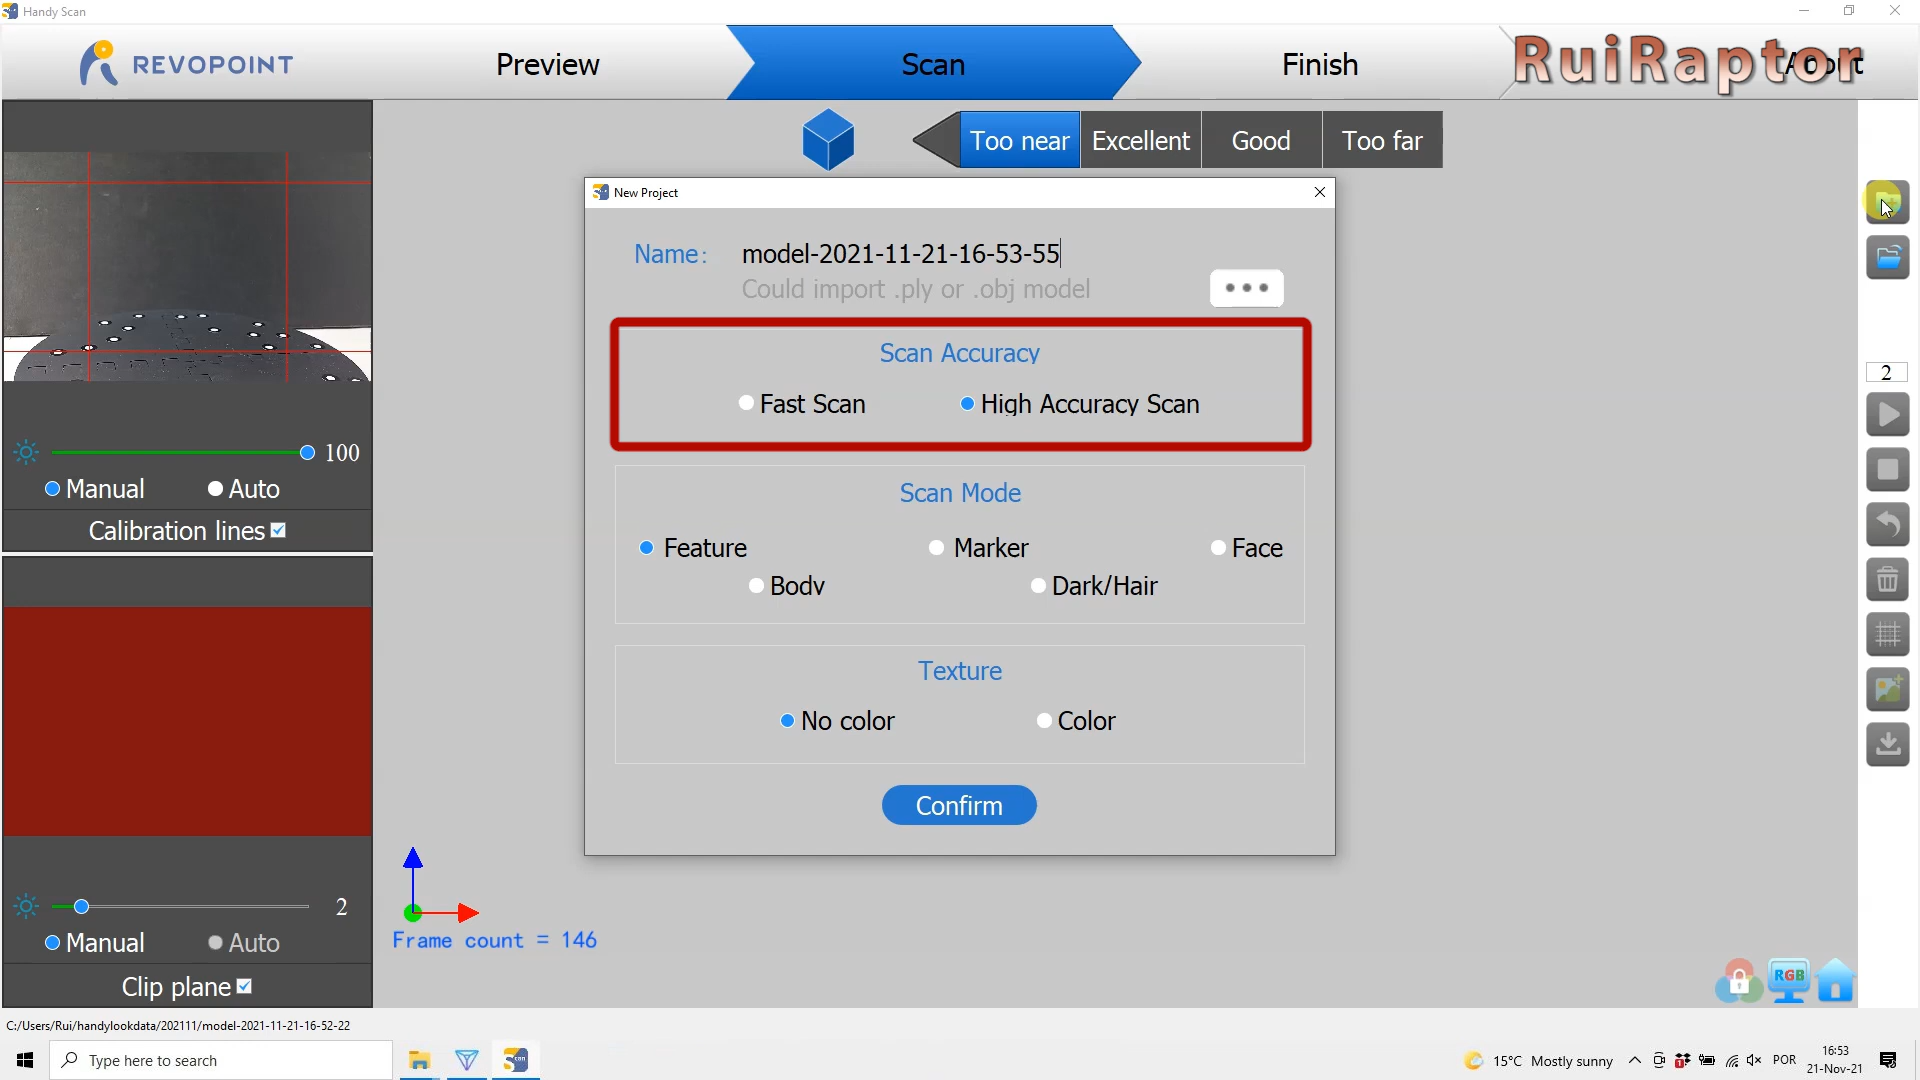 Handy Scan
REVOPOINT
Preview
Scan
Finish
About
RuiRaptor
Too near
Excellent
Good
Too far
New Project
Name:
model-2021-11-21-16-53-55
Could import .ply or .obj model
Scan Accuracy
Fast Scan
High Accuracy Scan
Scan Mode
Feature
Marker
Face
Body
Dark/Hair
Texture
No color
Color
Confirm
100
Manual
Auto
Calibration lines
2
Manual
Auto
Clip plane
2
Frame count = 146
RGB
C:/Users/Rui/handylookdata/202111/model-2021-11-21-16-52-22
Type here to search
15°C Mostly sunny
POR
16:53
21-Nov-21